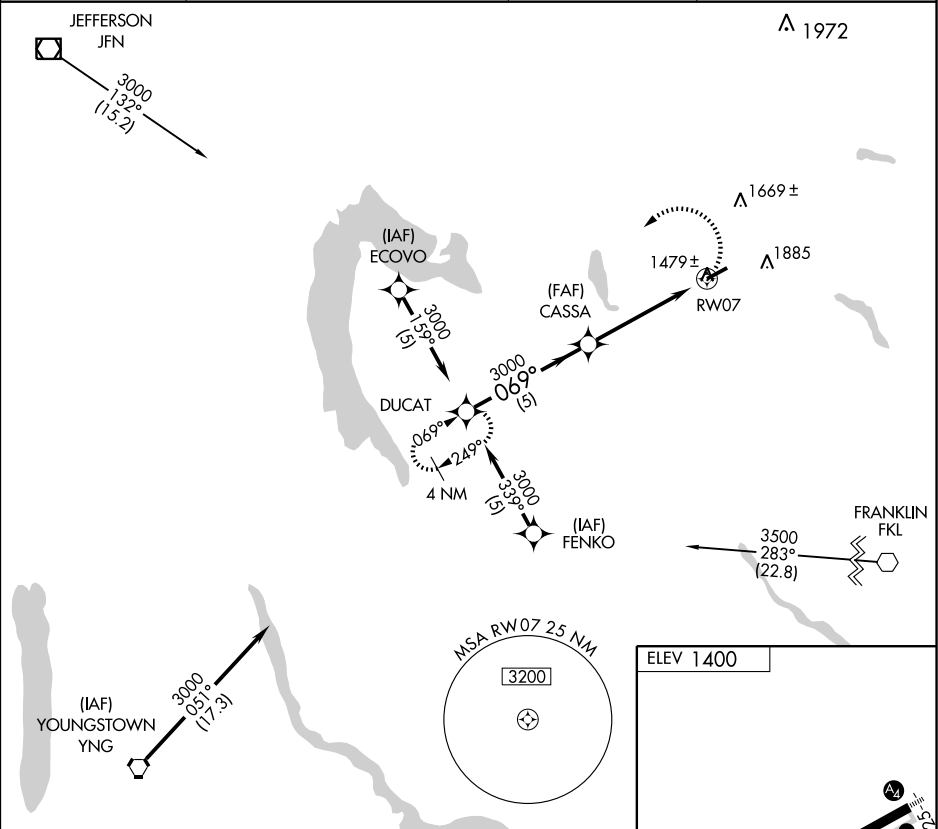 JEFFERSON
JFN
1972
3000
132°
(15.2)
1669 ±
(IAF)
ECOVO
1885
1479 ±
RW07
(FAF)
CASSA
3000
159°
(5)
3000
069°
(5)
DUCAT
069°
249°
4 NM
3000
339°
(5)
(IAF)
FENKO
FRANKLIN
FKL
3500
283°
(22.8)
MSA RW07 25 NM
3200
ELEV 1400
(IAF)
YOUNGSTOWN
YNG
3000
051°
(17.3)
A4